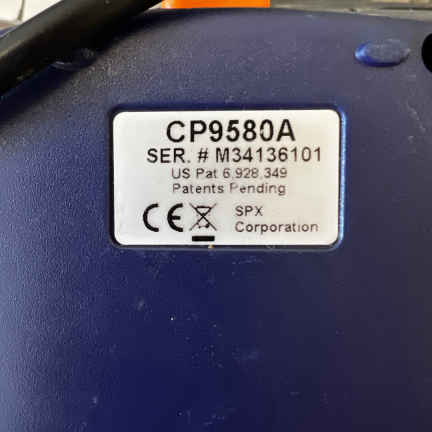 CP9580A
SER. # M34136101
US Pat 6,928,349
Patents Pending
CE SPX
Corporation